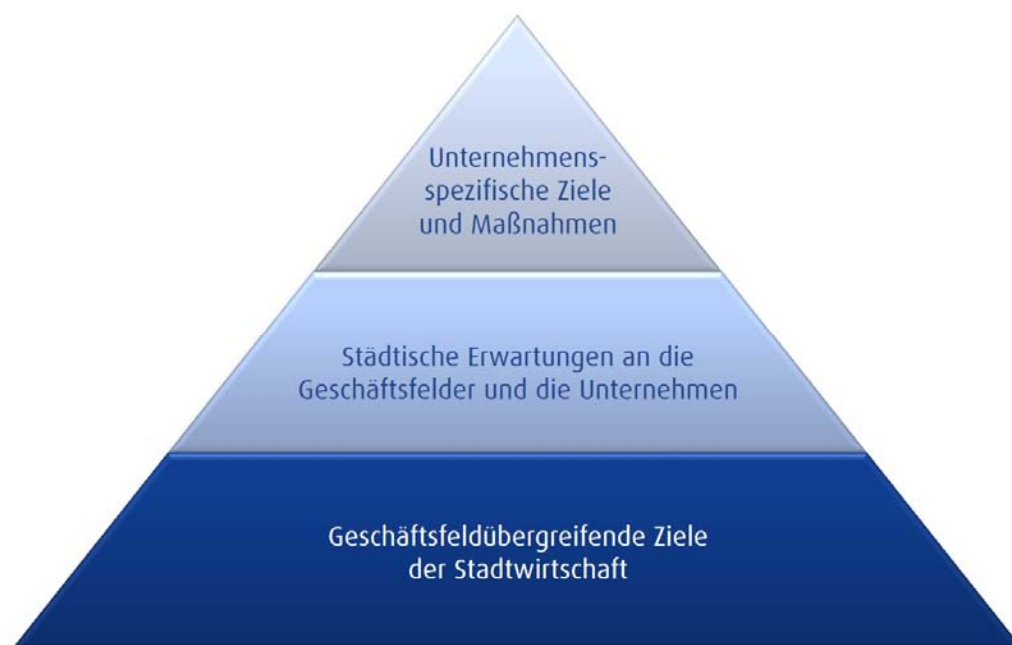 Unternehmens-
spezifische Ziele
und Maßnahmen
Städtische Erwartungen an die
Geschäftsfelder und die Unternehmen
Geschäftsfeldübergreifende Ziele
der Stadtwirtschaft